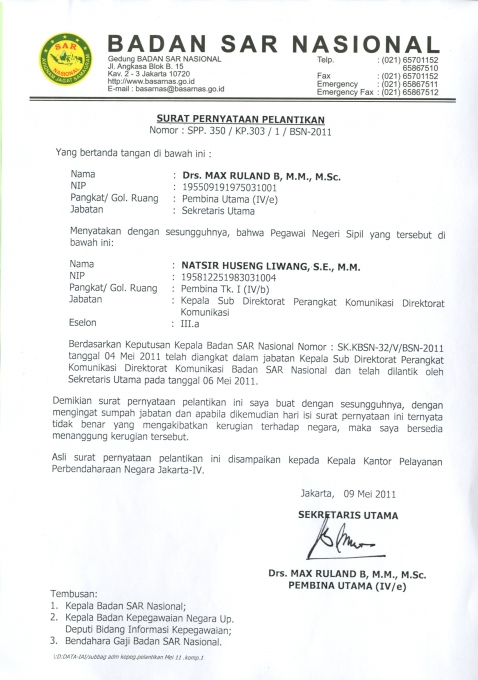 SAR
NASIONAL
BADAN SAR NASIONAL
Gedung BADAN SAR NASIONAL
Jl. Angkasa Blok B. 15
Kav. 2 - 3 Jakarta 10720
http://www.basarnas.go.id
E-mail : basarnas@basarnas.go.id
Telp. : (021) 65701152
65867510
Fax : (021) 65701152
Emergency : (021) 65867511
Emergency Fax : (021) 65867512
SURAT PERNYATAAN PELANTIKAN
Nomor : SPP. 350 / KP.303 / 1 / BSN-2011
Yang bertanda tangan di bawah ini :
Nama : Drs. MAX RULAND B, M.M., M.Sc.
NIP : 195509191975031001
Pangkat/ Gol. Ruang : Pembina Utama (IV/e)
Jabatan : Sekretaris Utama
Menyatakan dengan sesungguhnya, bahwa Pegawai Negeri Sipil yang tersebut di
bawah ini:
Nama : NATSIR HUSENG LIWANG, S.E., M.M.
NIP : 195812251983031004
Pangkat/ Gol. Ruang : Pembina Tk. I (IV/b)
Jabatan : Kepala Sub Direktorat Perangkat Komunikasi Direktorat
Komunikasi
Eselon : III.a
Berdasarkan Keputusan Kepala Badan SAR Nasional Nomor : SK.KBSN-32/V/BSN-2011
tanggal 04 Mei 2011 telah diangkat dalam jabatan Kepala Sub Direktorat Perangkat
Komunikasi Direktorat Komunikasi Badan SAR Nasional dan telah dilantik oleh
Sekretaris Utama pada tanggal 06 Mei 2011.
Demikian surat pernyataan pelantikan ini saya buat dengan sesungguhnya, dengan
mengingat sumpah jabatan dan apabila dikemudian hari isi surat pernyataan ini ternyata
tidak benar yang mengakibatkan kerugian terhadap negara, maka saya bersedia
menanggung kerugian tersebut.
Asli surat pernyataan pelantikan ini disampaikan kepada Kepala Kantor Pelayanan
Perbendaharaan Negara Jakarta-IV.
Jakarta, 09 Mei 2011
SEKRETARIS UTAMA
Drs. MAX RULAND B, M.M., M.Sc.
PEMBINA UTAMA (IV/e)
Tembusan:
1. Kepala Badan SAR Nasional;
2. Kepala Badan Kepegawaian Negara Up.
Deputi Bidang Informasi Kepegawaian;
3. Bendahara Gaji Badan SAR Nasional.
\D:DATA-IAI/subbag adm kepeg.pelantikan Mei 11 .komp.1